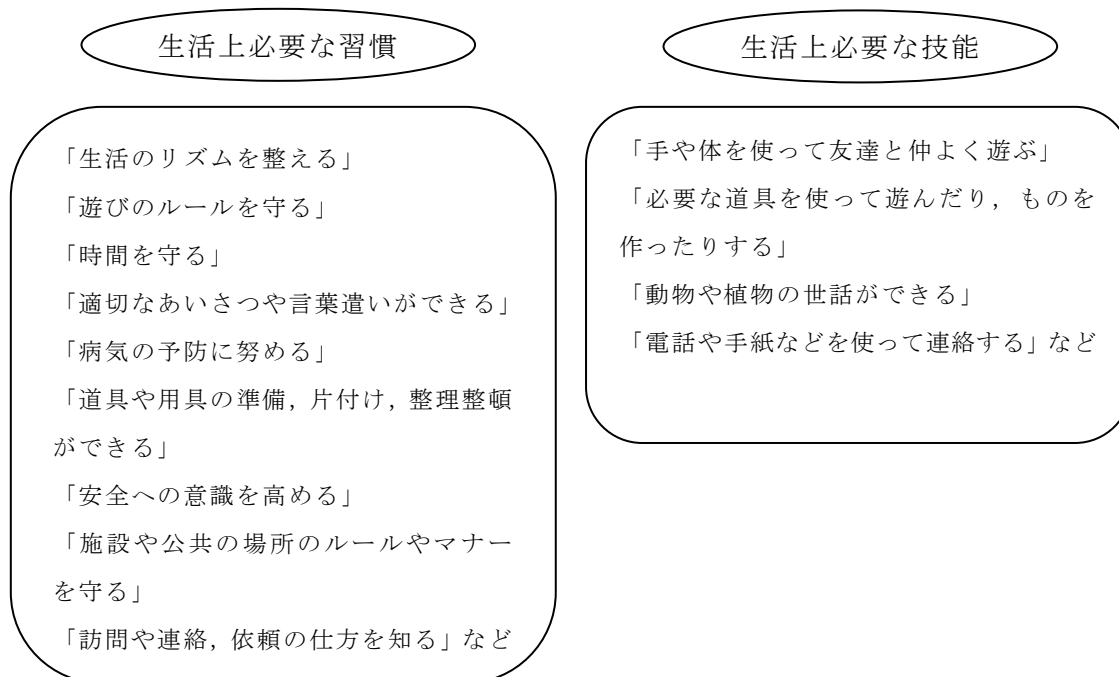 生活上必要な習慣
「生活のリズムを整える」
「遊びのルールを守る」
「時間を守る」
「適切なあいさつや言葉遣いができる」
「病気の予防に努める」
「道具や用具の準備，片付け，整理整頓
ができる」
「安全への意識を高める」
「施設や公共の場所のルールやマナー
を守る」
「訪問や連絡，依頼の仕方を知る」など
生活上必要な技能
「手や体を使って友達と仲よく遊ぶ」
「必要な道具を使って遊んだり，ものを
作ったりする」
「動物や植物の世話ができる」
「電話や手紙などを使って連絡する」など